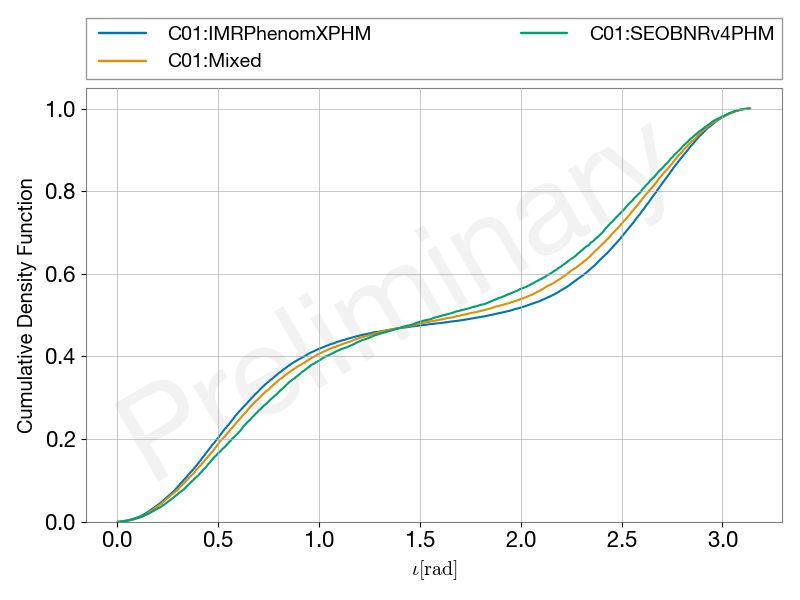 C01:IMRPhenomXPHM
C01:Mixed
C01:SEOBNRv4PHM
Preliminary
Cumulative Density Function
1.0
0.8
0.6
0.4
0.2
0.0
0.0 0.5 1.0 1.5 2.0 2.5 3.0
ι[rad]